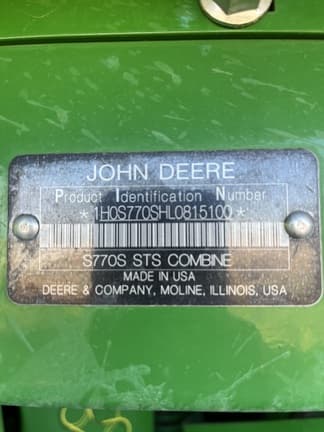 JOHN DEERE
Product Identification Number
*1H0S770SHL0815100*
S770S STS COMBINE
MADE IN USA
DEERE & COMPANY, MOLINE, ILLINOIS, USA